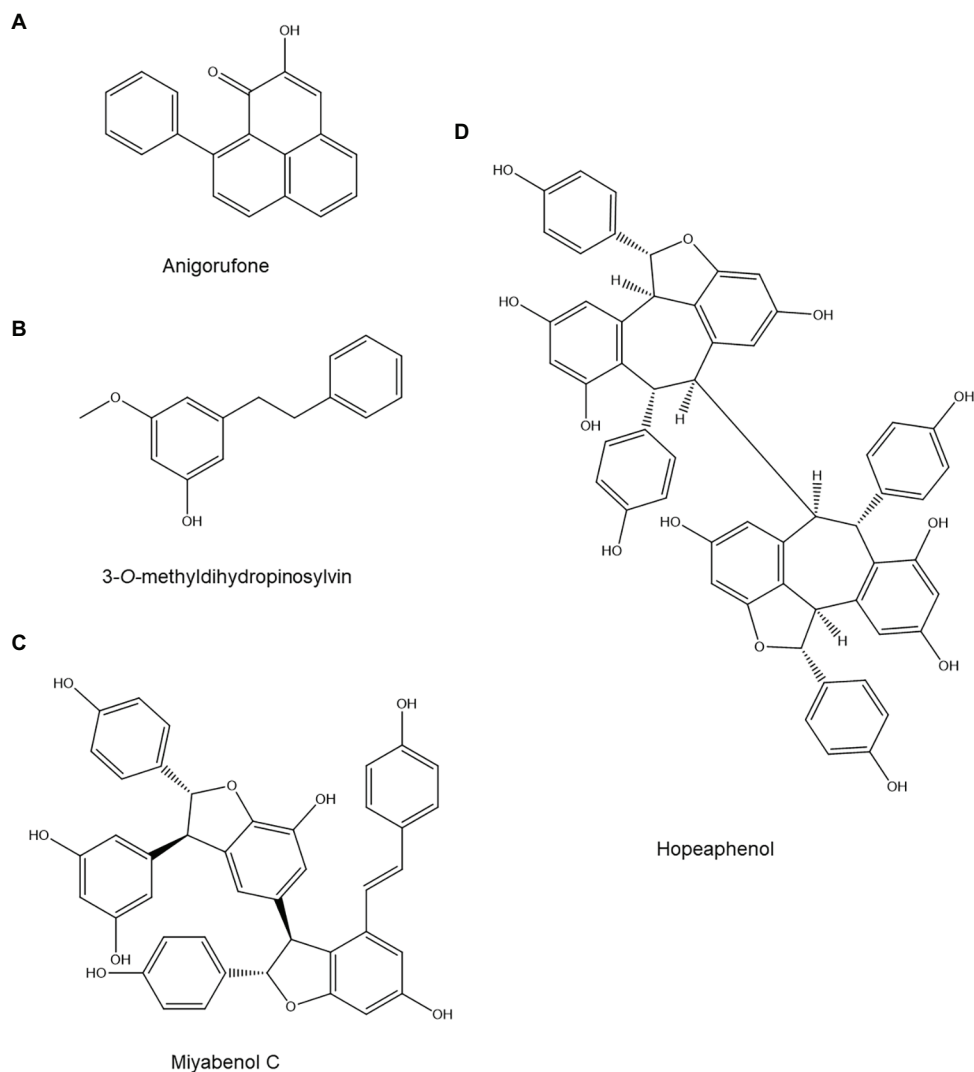 A
OH
O
Anigorufone
B
O
OH
3-O-methyldihydropinosylvin
C
HO
OH
O
OH
HO
OH
HO
O
OH
Miyabenol C
D
HO
O
H
HO
OH
OH
H
HO
OH
H
HO
OH
O
H
OH
OH
Hopeaphenol